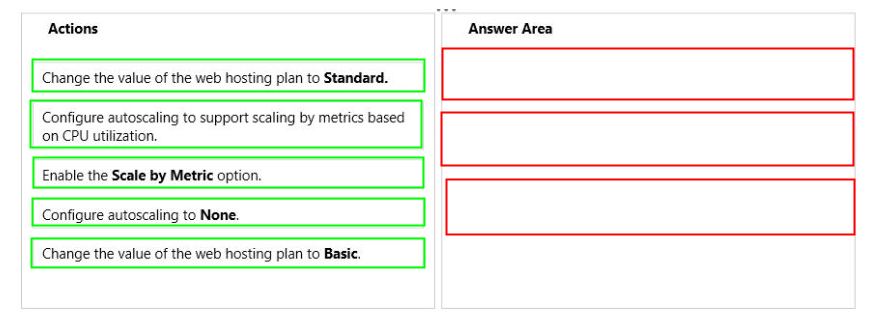 Actions
Answer Area
Change the value of the web hosting plan to Standard.
Configure autoscaling to support scaling by metrics based
on CPU utilization.
Enable the Scale by Metric option.
Configure autoscaling to None.
Change the value of the web hosting plan to Basic.